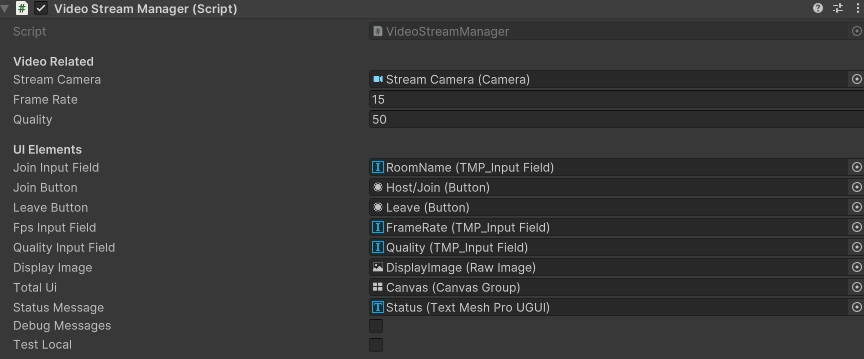 # Video Stream Manager (Script)
Script # VideoStreamManager
Video Related
Stream Camera Stream Camera (Camera)
Frame Rate 15
Quality 50
UI Elements
Join Input Field RoomName (TMP_Input Field)
Join Button Host/Join (Button)
Leave Button Leave (Button)
Fps Input Field FrameRate (TMP_Input Field)
Quality Input Field Quality (TMP_Input Field)
Display Image DisplayImage (Raw Image)
Total Ui Canvas (Canvas Group)
Status Message T Status (Text Mesh Pro UGUI)
Debug Messages
Test Local